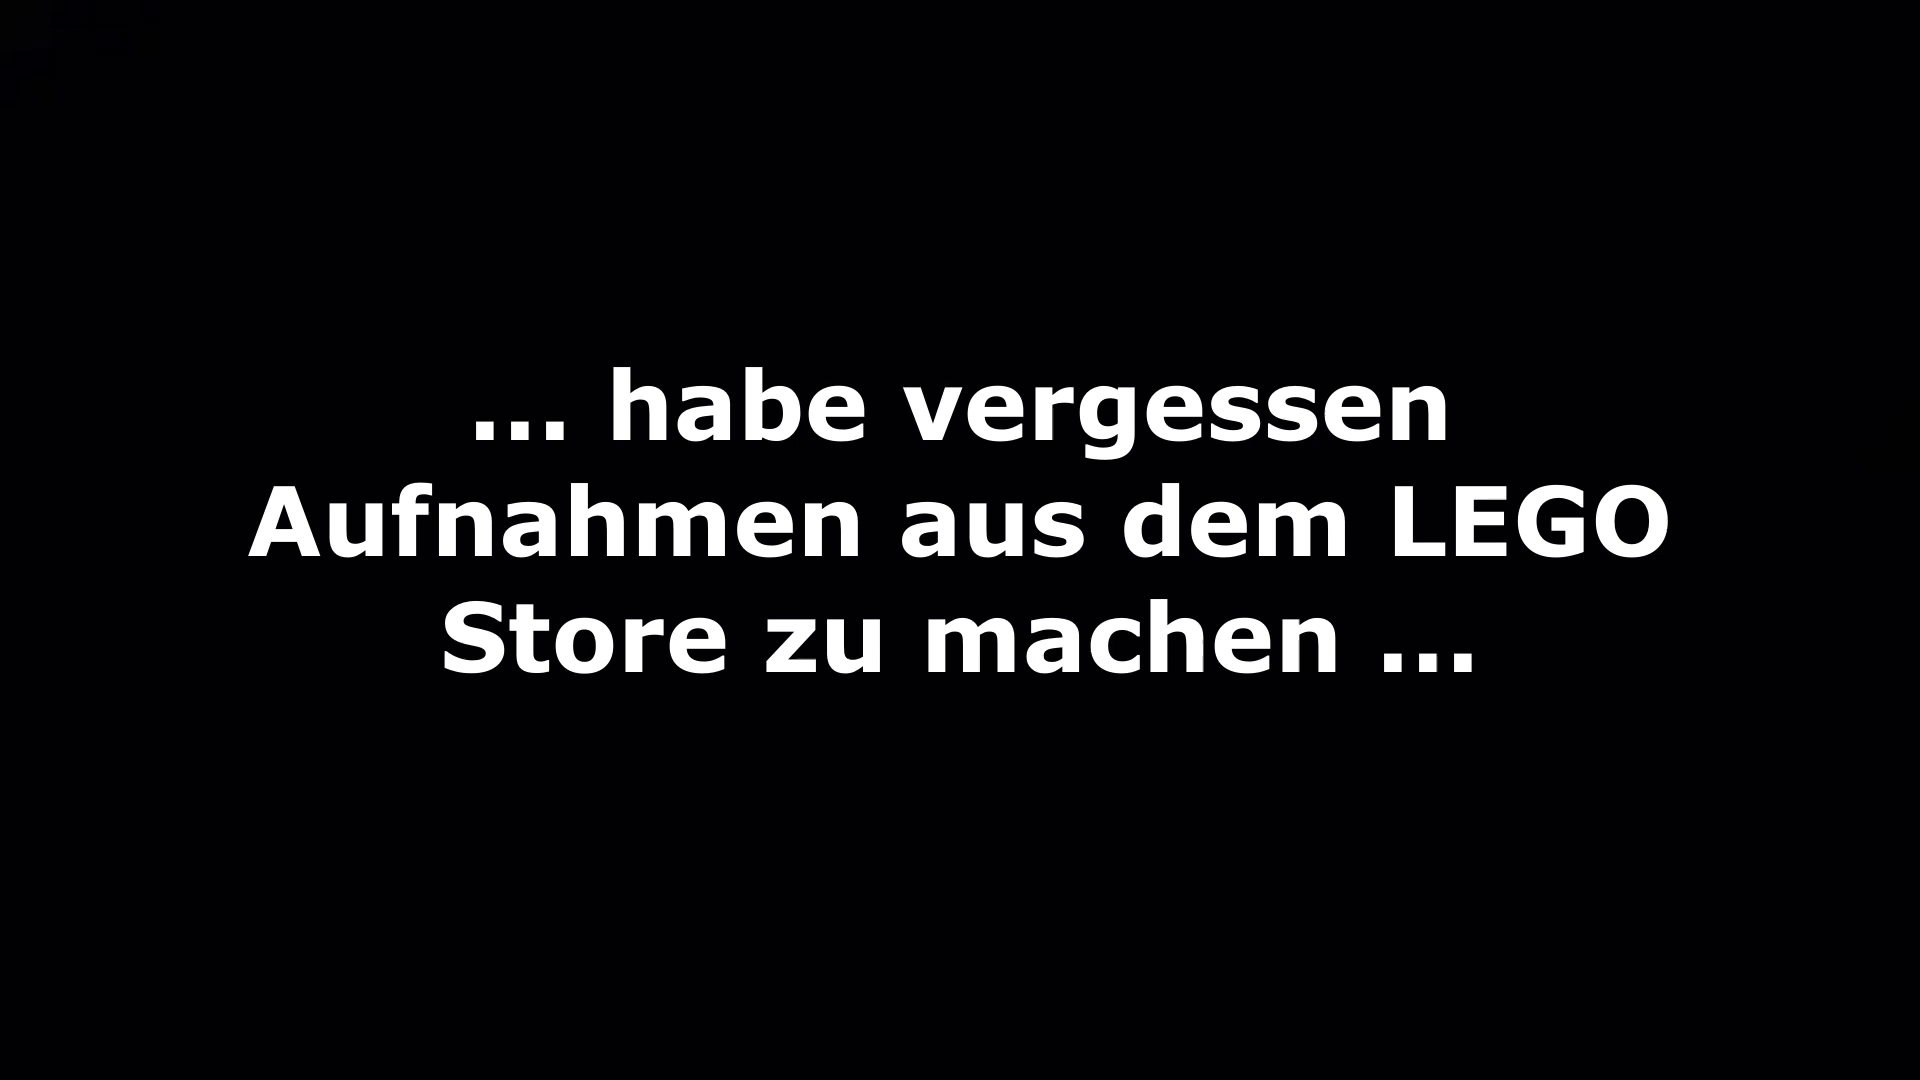 ... habe vergessen
Aufnahmen aus dem LEGO
Store zu machen ...